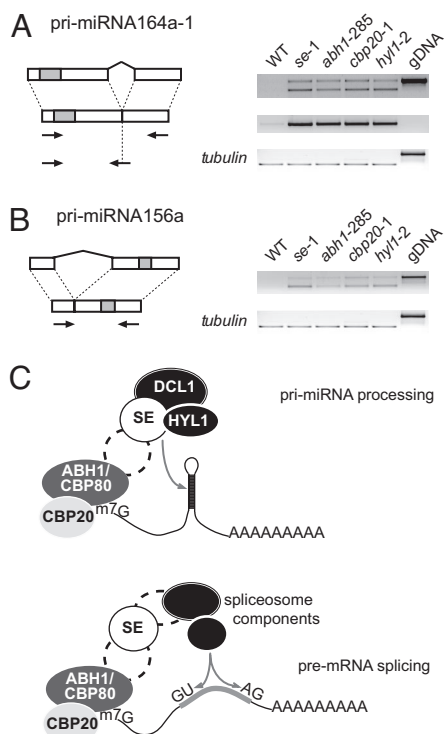 A pri-miRNA164a-1
WT se-1 abh1-285 cbp20-1 hyl1-2 gDNA
tubulin
B pri-miRNA156a
WT se-1 abh1-285 cbp20-1 hyl1-2 gDNA
tubulin
C
DCL1
pri-miRNA processing
SE
HYL1
ABH1/
CBP80
CBP20
m7G
AAAAAAAAA
spliceosome
components
SE
pre-mRNA splicing
ABH1/
CBP80
GU
AG
CBP20
m7G
AAAAAAAAA